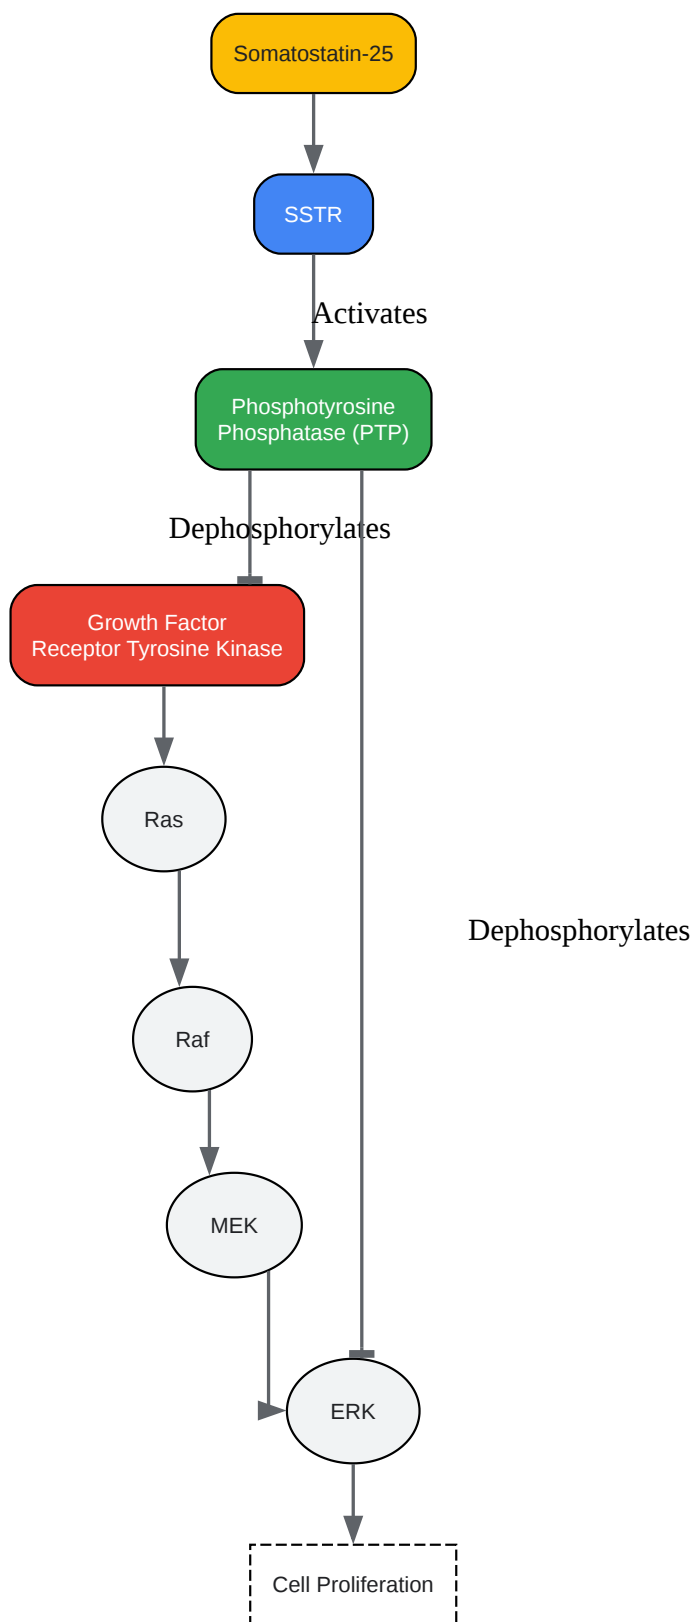 Somatostatin-25
SSTR
Activates
Phosphotyrosine
Phosphatase (PTP)
Dephosphorylates
Growth Factor
Receptor Tyrosine Kinase
Ras
Dephosphorylates
Raf
MEK
ERK
Cell Proliferation